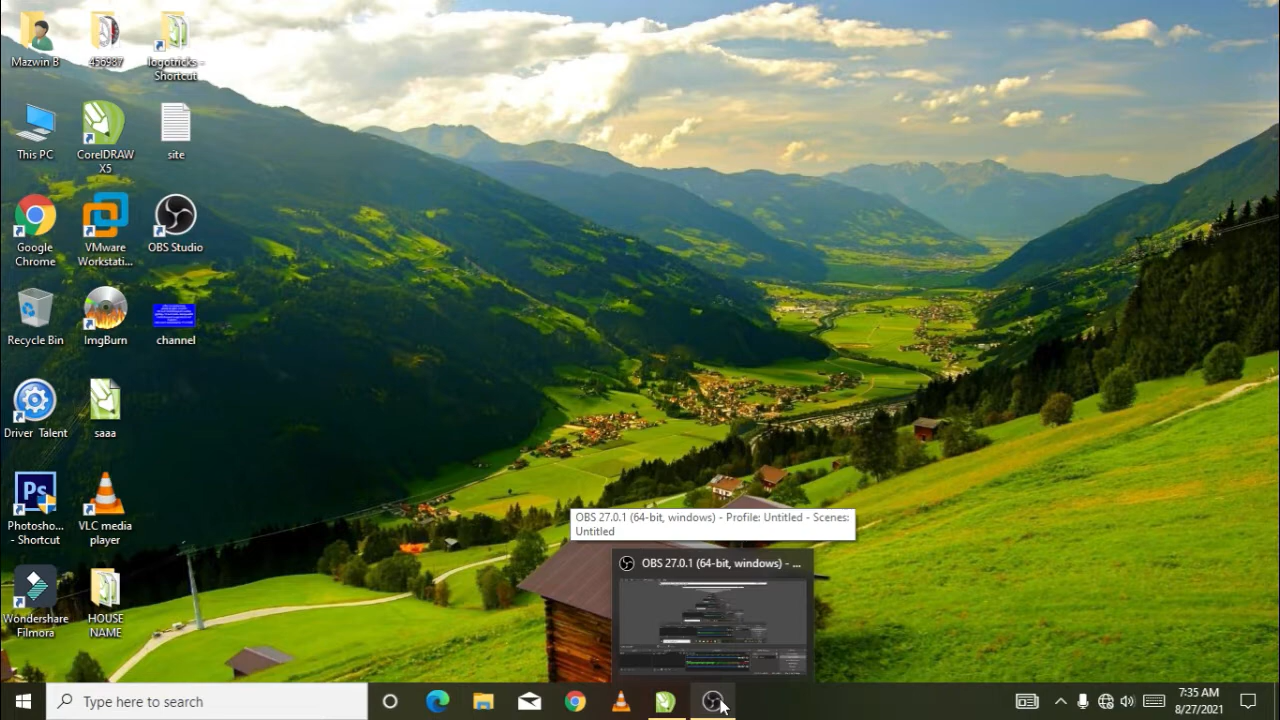 Mazwin B
456987
logotricks -
Shortcut
This PC
CorelDRAW
X5
site
Google
Chrome
VMware
Workstati...
OBS Studio
Recycle Bin
ImgBurn
channel
Driver Talent
saaa
Ps
Photosho...
- Shortcut
VLC media
player
Wondershare
Filmora
HOUSE
NAME
OBS 27.0.1 (64-bit, windows) - Profile: Untitled - Scenes:
Untitled
OBS 27.0.1 (64-bit, windows) - ...
Type here to search
7:35 AM
8/27/2021